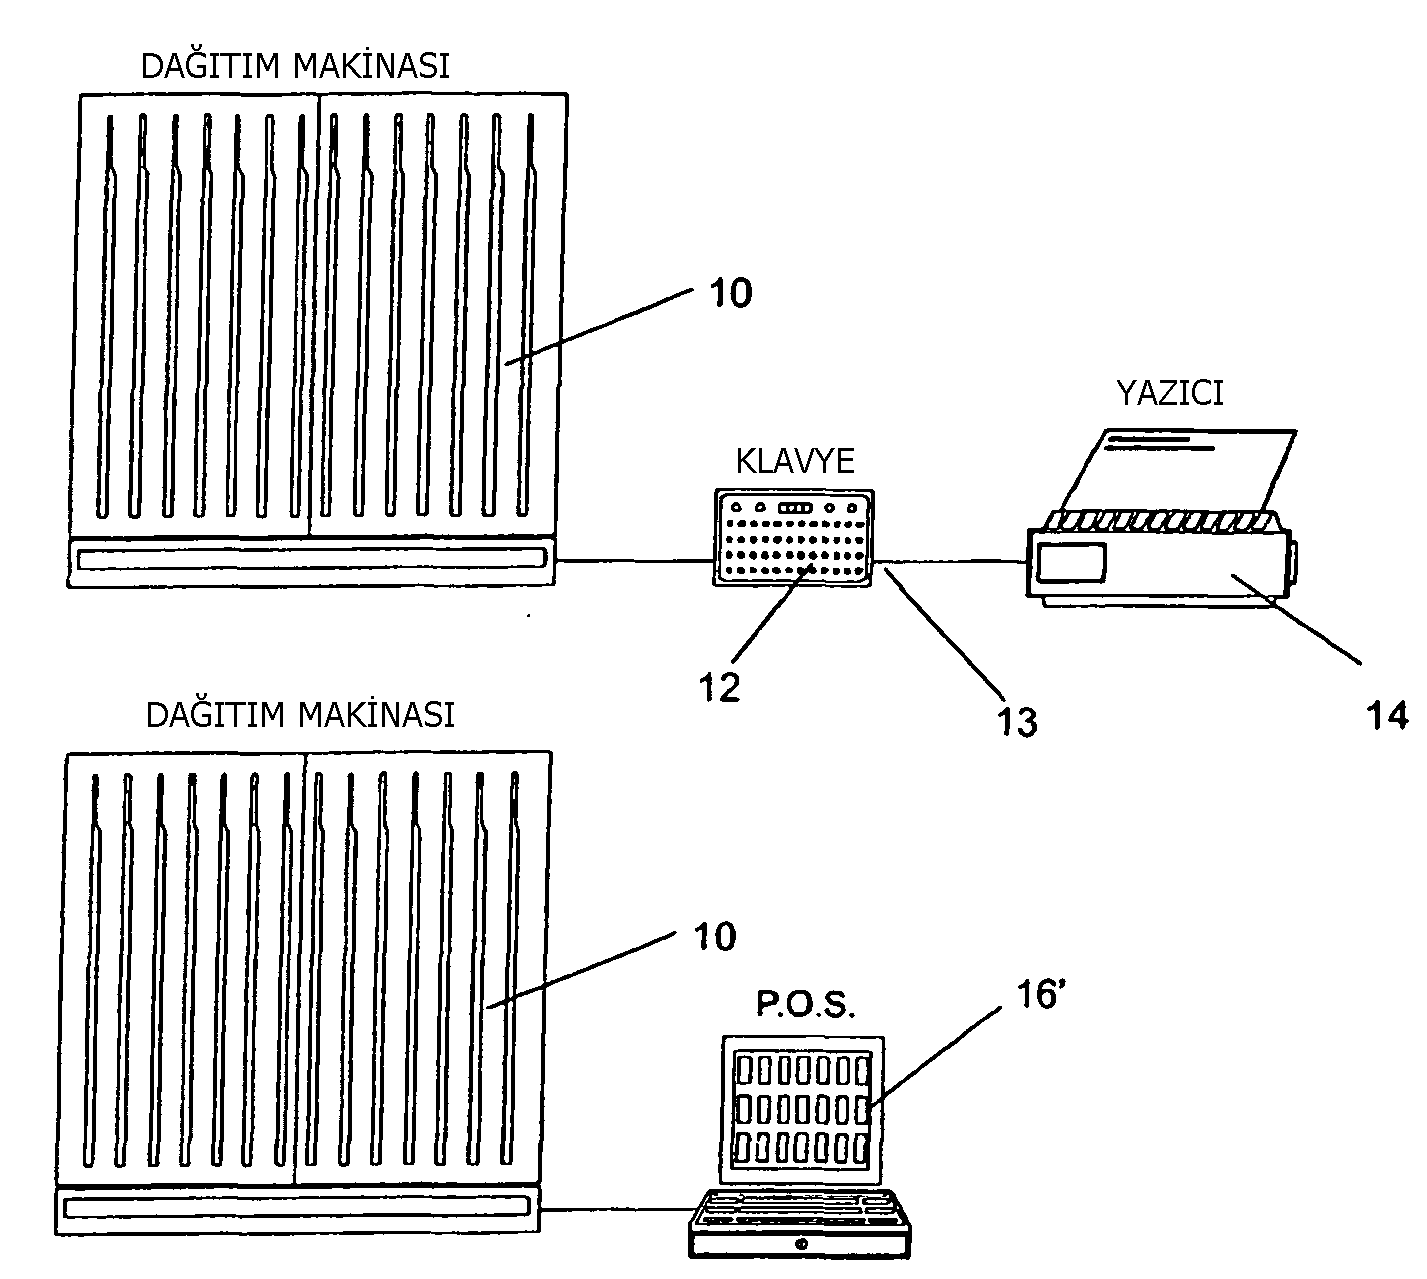 DAĞITIM MAKİNASI
10
YAZICI
KLAVYE
12
13
14
DAĞITIM MAKİNASI
10
P.O.S.
16'